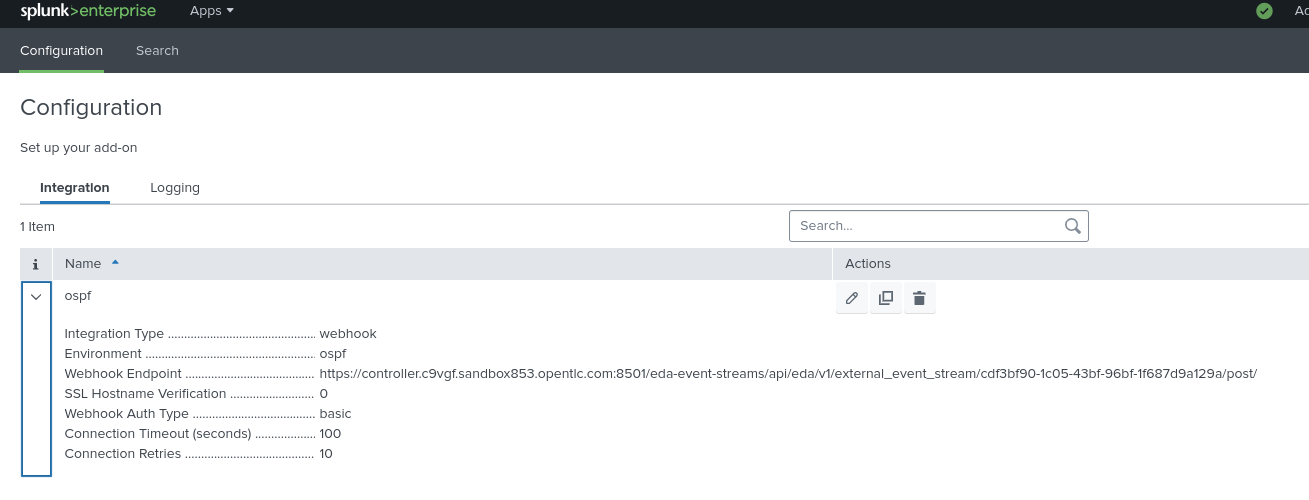 splunk>enterprise Apps
Configuration Search
Configuration
Set up your add-on
Integration Logging
1 Item Search...
i Name Actions
ospf
Integration Type .............................................. webhook
Environment .................................................... ospf
Webhook Endpoint ........................................ https://controller.c9vgf.sandbox853.opentlc.com:8501/eda-event-streams/api/eda/v1/external_event_stream/cdf3bf90-1c05-43bf-96bf-1f687d9a129a/post/
SSL Hostname Verification .......................... 0
Webhook Auth Type ...................................... basic
Connection Timeout (seconds) ................... 100
Connection Retries ........................................ 10